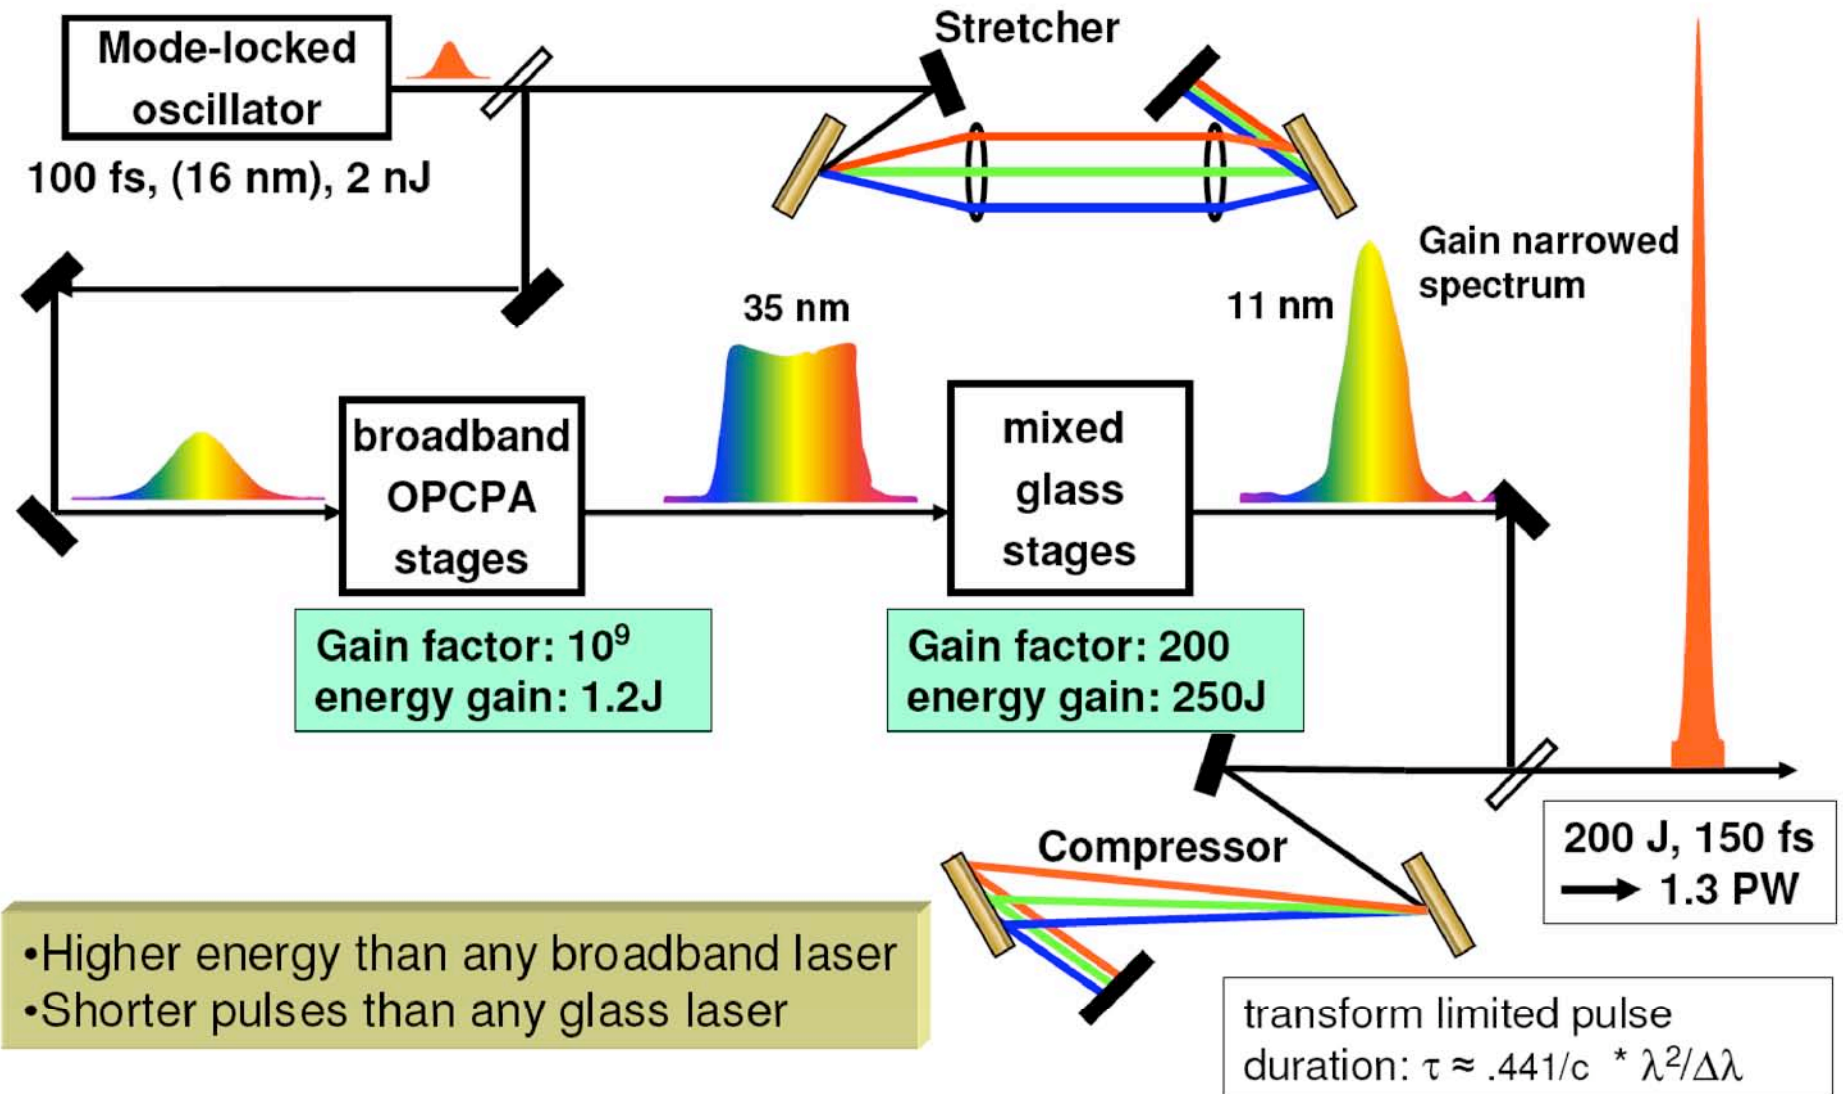 Mode-locked
oscillator
100 fs, (16 nm), 2 nJ
Stretcher
Gain narrowed
spectrum
35 nm
11 nm
broadband
OPCPA
stages
mixed
glass
stages
Gain factor: 10⁹
energy gain: 1.2J
Gain factor: 200
energy gain: 250J
Compressor
200 J, 150 fs
→ 1.3 PW
•Higher energy than any broadband laser
•Shorter pulses than any glass laser
transform limited pulse
duration: τ ≈ .441/c * λ²/Δλ